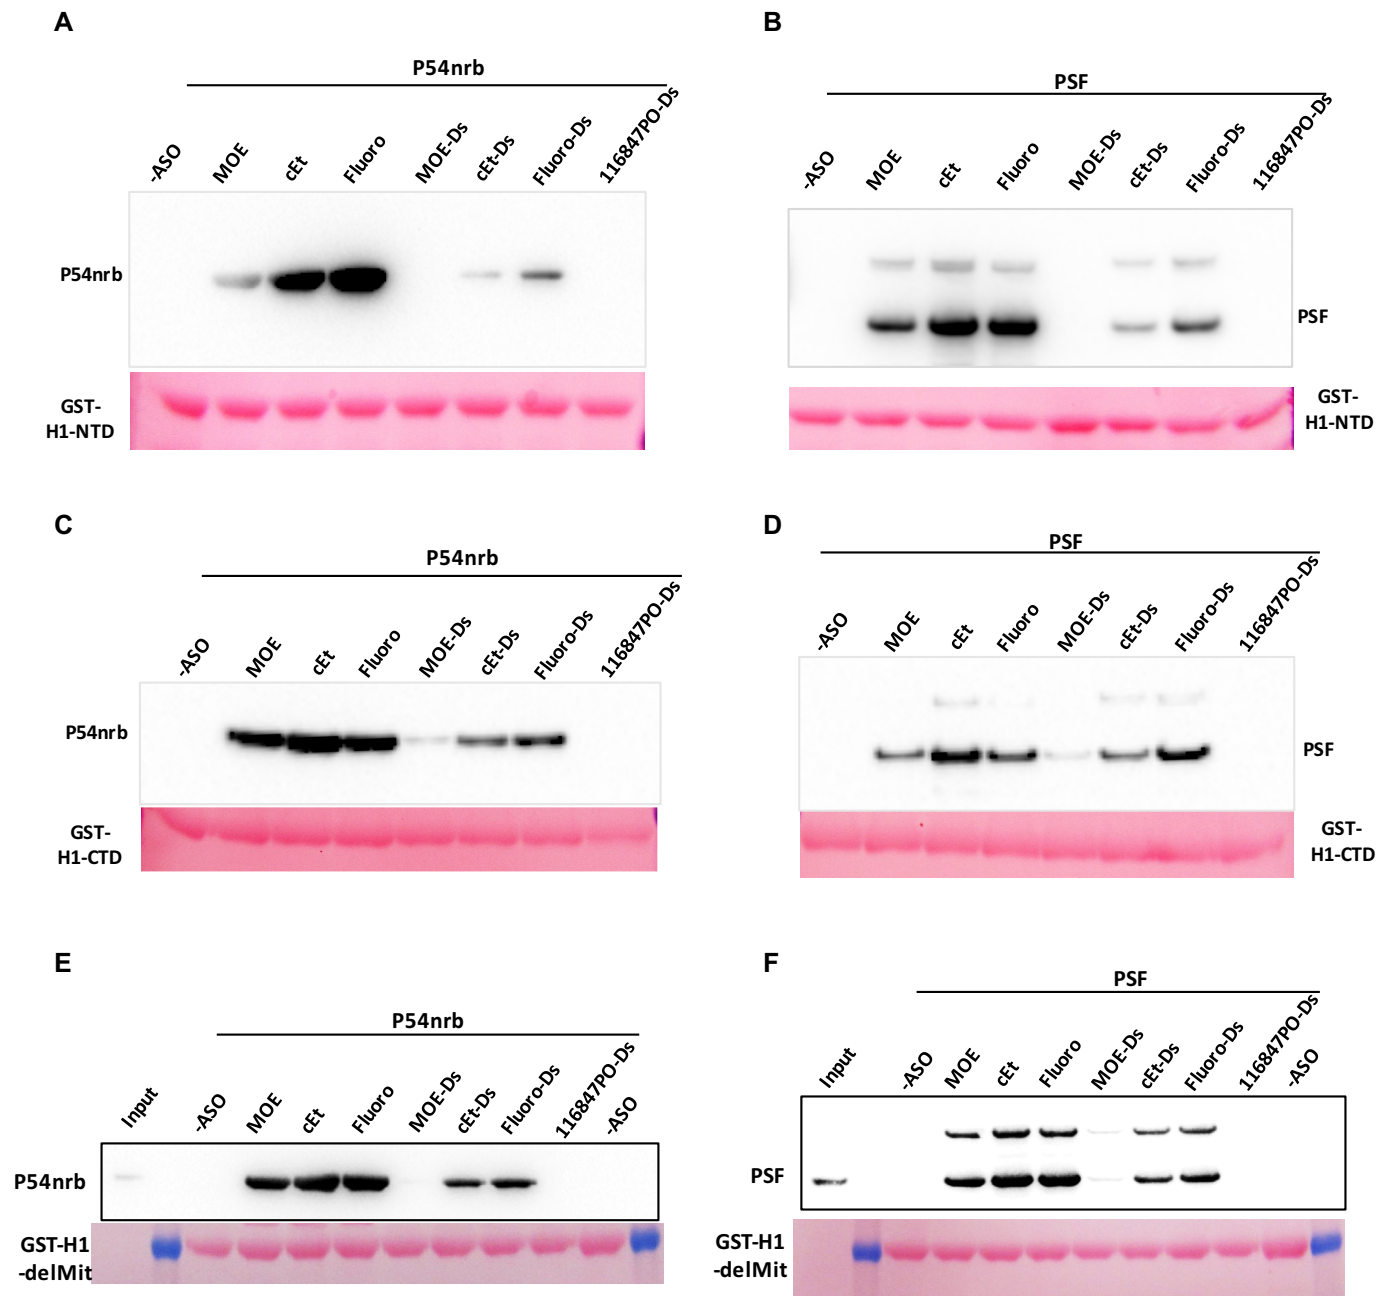 A
P54nrb
-ASO
MOE
cEt
Fluoro
MOE-Ds
cEt-Ds
Fluoro-Ds
116847PO-Ds
P54nrb
GST-
H1-NTD
B
PSF
-ASO
MOE
cEt
Fluoro
MOE-Ds
cEt-Ds
Fluoro-Ds
116847PO-Ds
PSF
GST-
H1-NTD
C
P54nrb
-ASO
MOE
cEt
Fluoro
MOE-Ds
cEt-Ds
Fluoro-Ds
116847PO-Ds
P54nrb
GST-
H1-CTD
D
PSF
-ASO
MOE
cEt
Fluoro
MOE-Ds
cEt-Ds
Fluoro-Ds
116847PO-Ds
PSF
GST-
H1-CTD
E
P54nrb
Input
-ASO
MOE
cEt
Fluoro
MOE-Ds
cEt-Ds
Fluoro-Ds
116847PO-Ds
-ASO
P54nrb
GST-H1
-delMit
F
PSF
Input
-ASO
MOE
cEt
Fluoro
MOE-Ds
cEt-Ds
Fluoro-Ds
116847PO-Ds
-ASO
PSF
GST-H1
-delMit